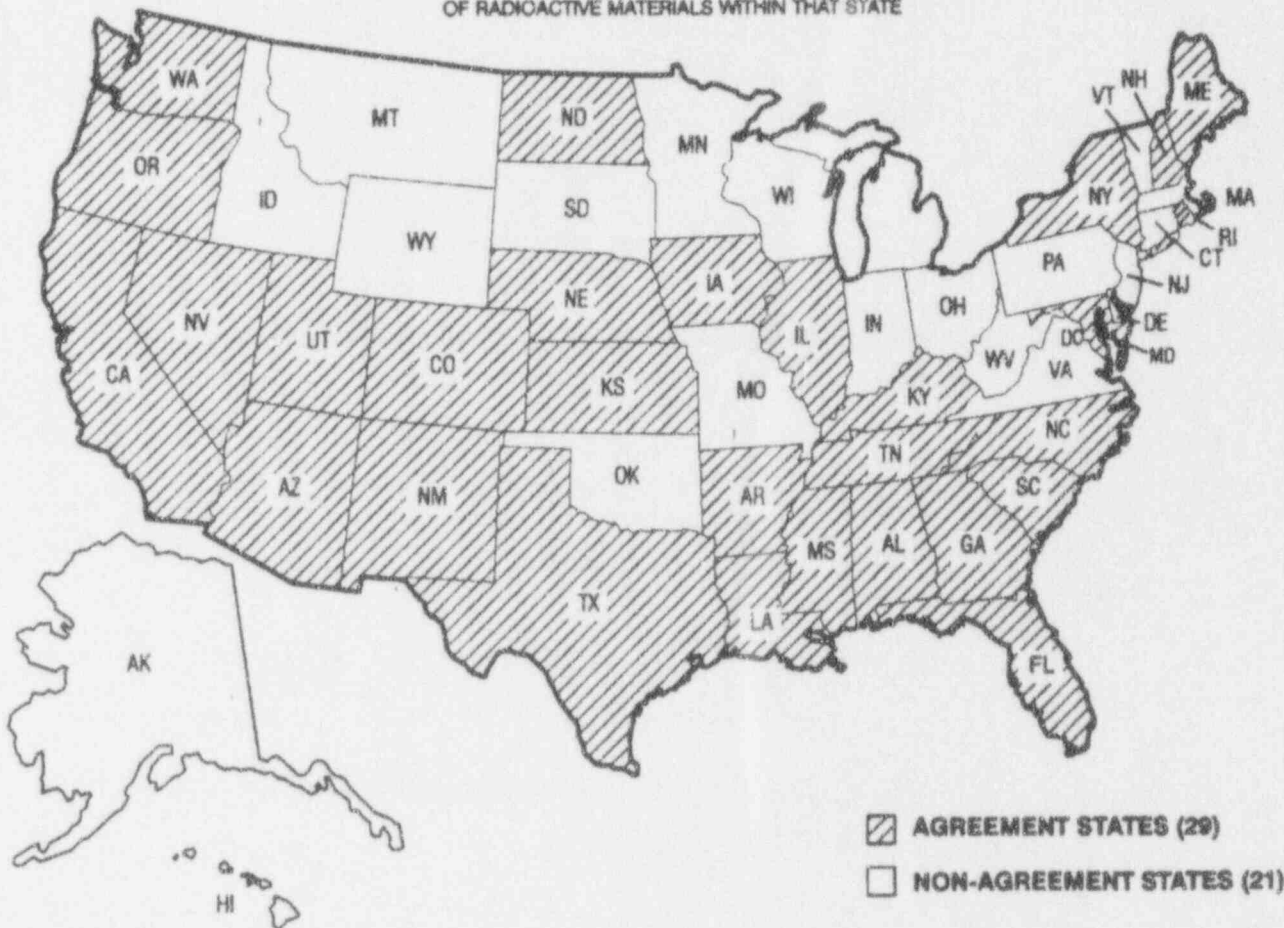 OF RADIOACTIVE MATERIALS WITHIN THAT STATE
WA
MT
ND
MN
VT
NH
ME
OR
ID
SD
WI
NY
MA
WY
RI
CT
PA
NJ
NE
IA
NV
UT
CO
IL
IN
OH
DE
DC
MD
WV
VA
CA
KS
MO
KY
NC
TN
AZ
NM
OK
AR
SC
MS
AL
GA
TX
LA
FL
AK
HI
AGREEMENT STATES (29)
NON-AGREEMENT STATES (21)